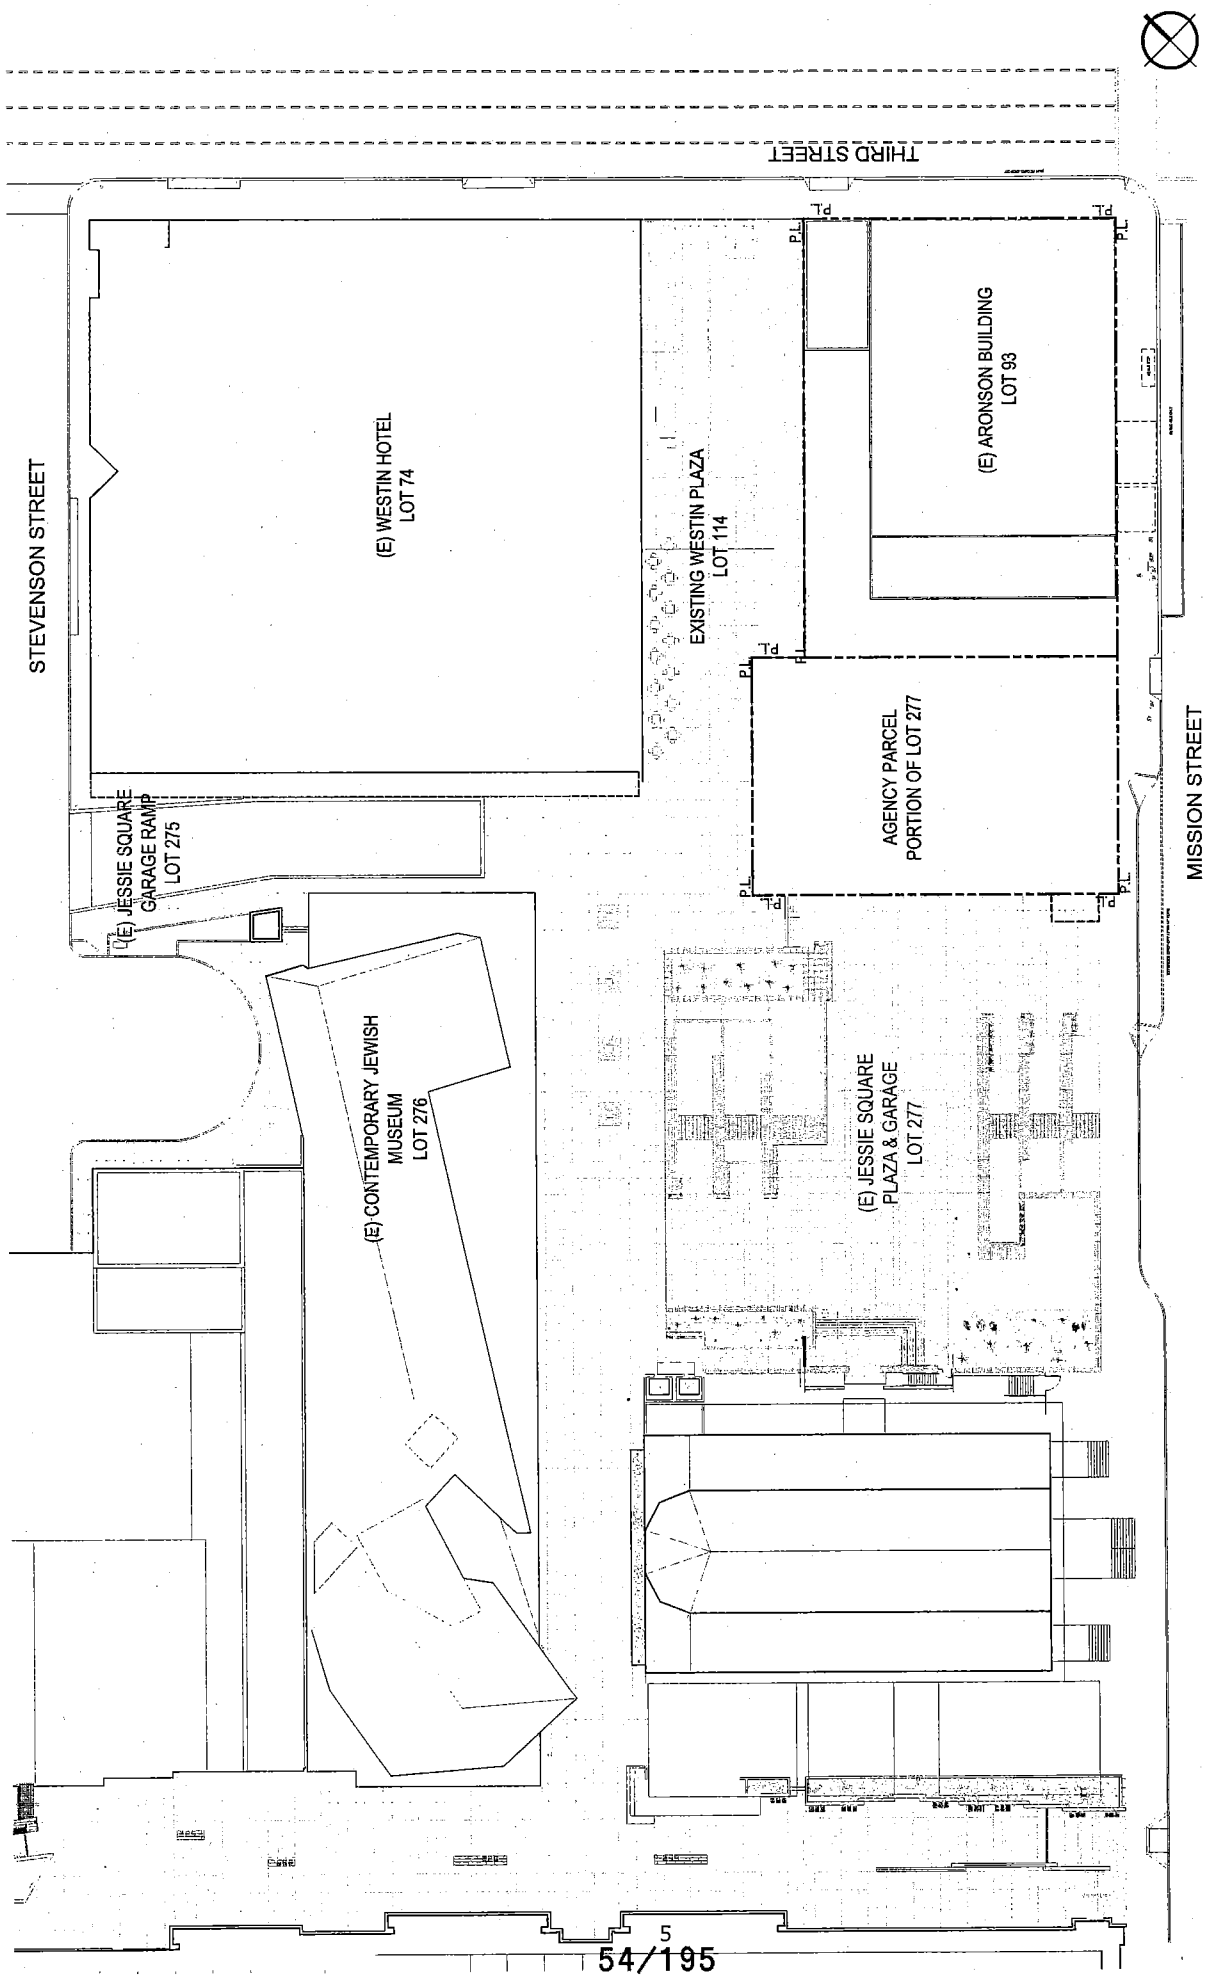 THIRD STREET
P.L.
P.L.
P.L.
P.L.
(E) ARONSON BUILDING
LOT 93
(E) WESTIN HOTEL
LOT 74
STEVENSON STREET
EXISTING WESTIN PLAZA
LOT 114
P.L.
P.L.
P.L.
AGENCY PARCEL
PORTION OF LOT 277
MISSION STREET
(E) JESSIE SQUARE
GARAGE RAMP
LOT 275
P.L.
P.L.
P.L.
P.L.
(E) CONTEMPORARY JEWISH
MUSEUM
LOT 276
(E) JESSIE SQUARE
PLAZA & GARAGE
LOT 277
5
54/195